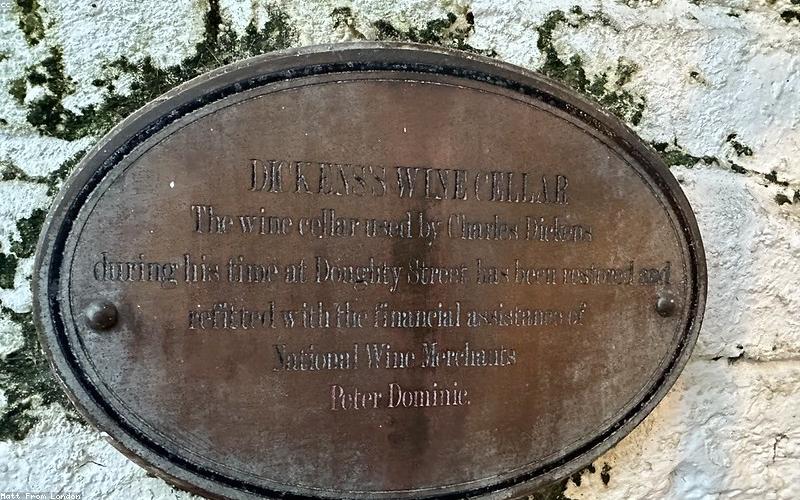 DICKENS'S WINE CELLAR
The wine cellar used by Charles Dickens
during his time at Doughty Street has been restored and
refitted with the financial assistance of
National Wine Merchants
Peter Dominic.
Matt From London